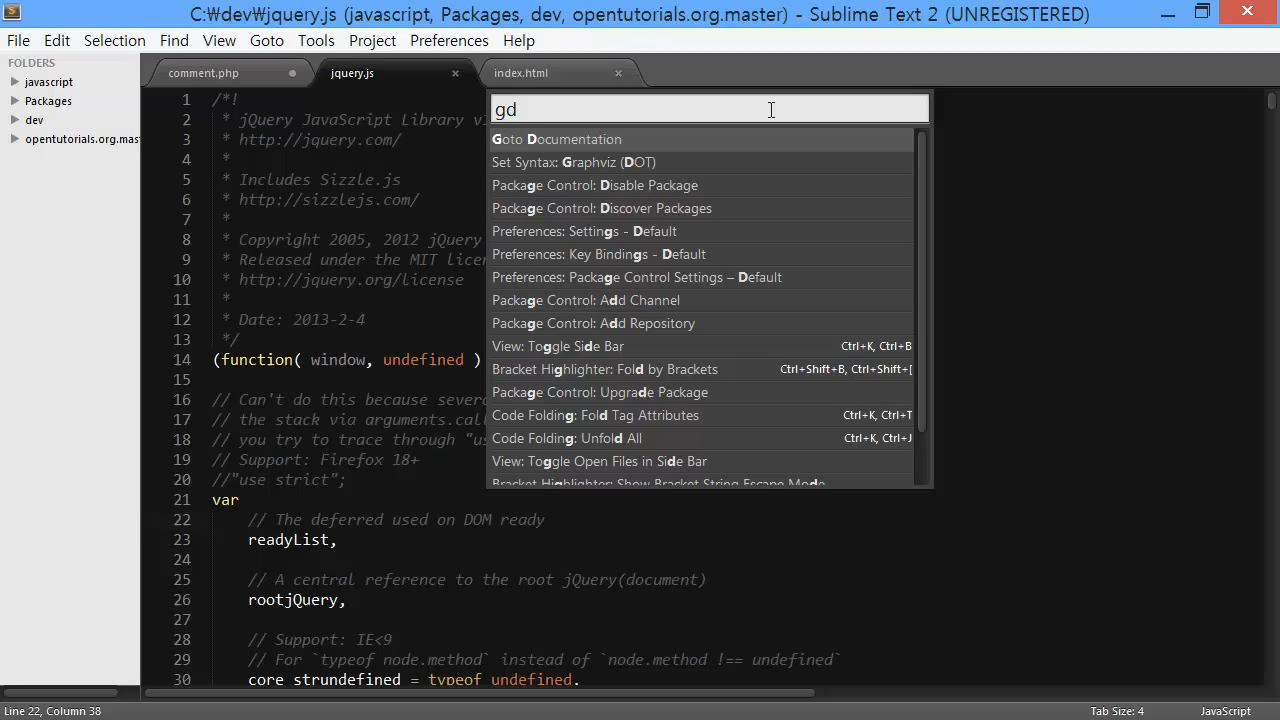 C:₩dev₩jquery.js (javascript, Packages, dev, opentutorials.org.master) - Sublime Text 2 (UNREGISTERED)
File Edit Selection Find View Goto Tools Project Preferences Help
FOLDERS
javascript
Packages
dev
opentutorials.org.mast
comment.php
jquery.js
index.html
gd
Goto Documentation
Set Syntax: Graphviz (DOT)
Package Control: Disable Package
Package Control: Discover Packages
Preferences: Settings - Default
Preferences: Key Bindings - Default
Preferences: Package Control Settings – Default
Package Control: Add Channel
Package Control: Add Repository
View: Toggle Side Bar Ctrl+K, Ctrl+B
Bracket Highlighter: Fold by Brackets Ctrl+Shift+B, Ctrl+Shift+[
Package Control: Upgrade Package
Code Folding: Fold Tag Attributes Ctrl+K, Ctrl+T
Code Folding: Unfold All Ctrl+K, Ctrl+J
View: Toggle Open Files in Side Bar
Bracket Highlighter: Show Bracket String Escape Mode
1 /*!
2 * jQuery JavaScript Library v1
3 * http://jquery.com/
4 *
5 * Includes Sizzle.js
6 * http://sizzlejs.com/
7 *
8 * Copyright 2005, 2012 jQuery
9 * Released under the MIT licen
10 * http://jquery.org/license
11 *
12 * Date: 2013-2-4
13 */
14 (function( window, undefined )
15
16 // Can't do this because severa
17 // the stack via arguments.call
18 // you try to trace through "us
19 // Support: Firefox 18+
20 //"use strict";
21 var
22 // The deferred used on DOM ready
23 readyList,
24
25 // A central reference to the root jQuery(document)
26 rootjQuery,
27
28 // Support: IE<9
29 // For `typeof node.method` instead of `node.method !== undefined`
30 core_strundefined = typeof undefined,
Line 22, Column 38
Tab Size: 4
JavaScript